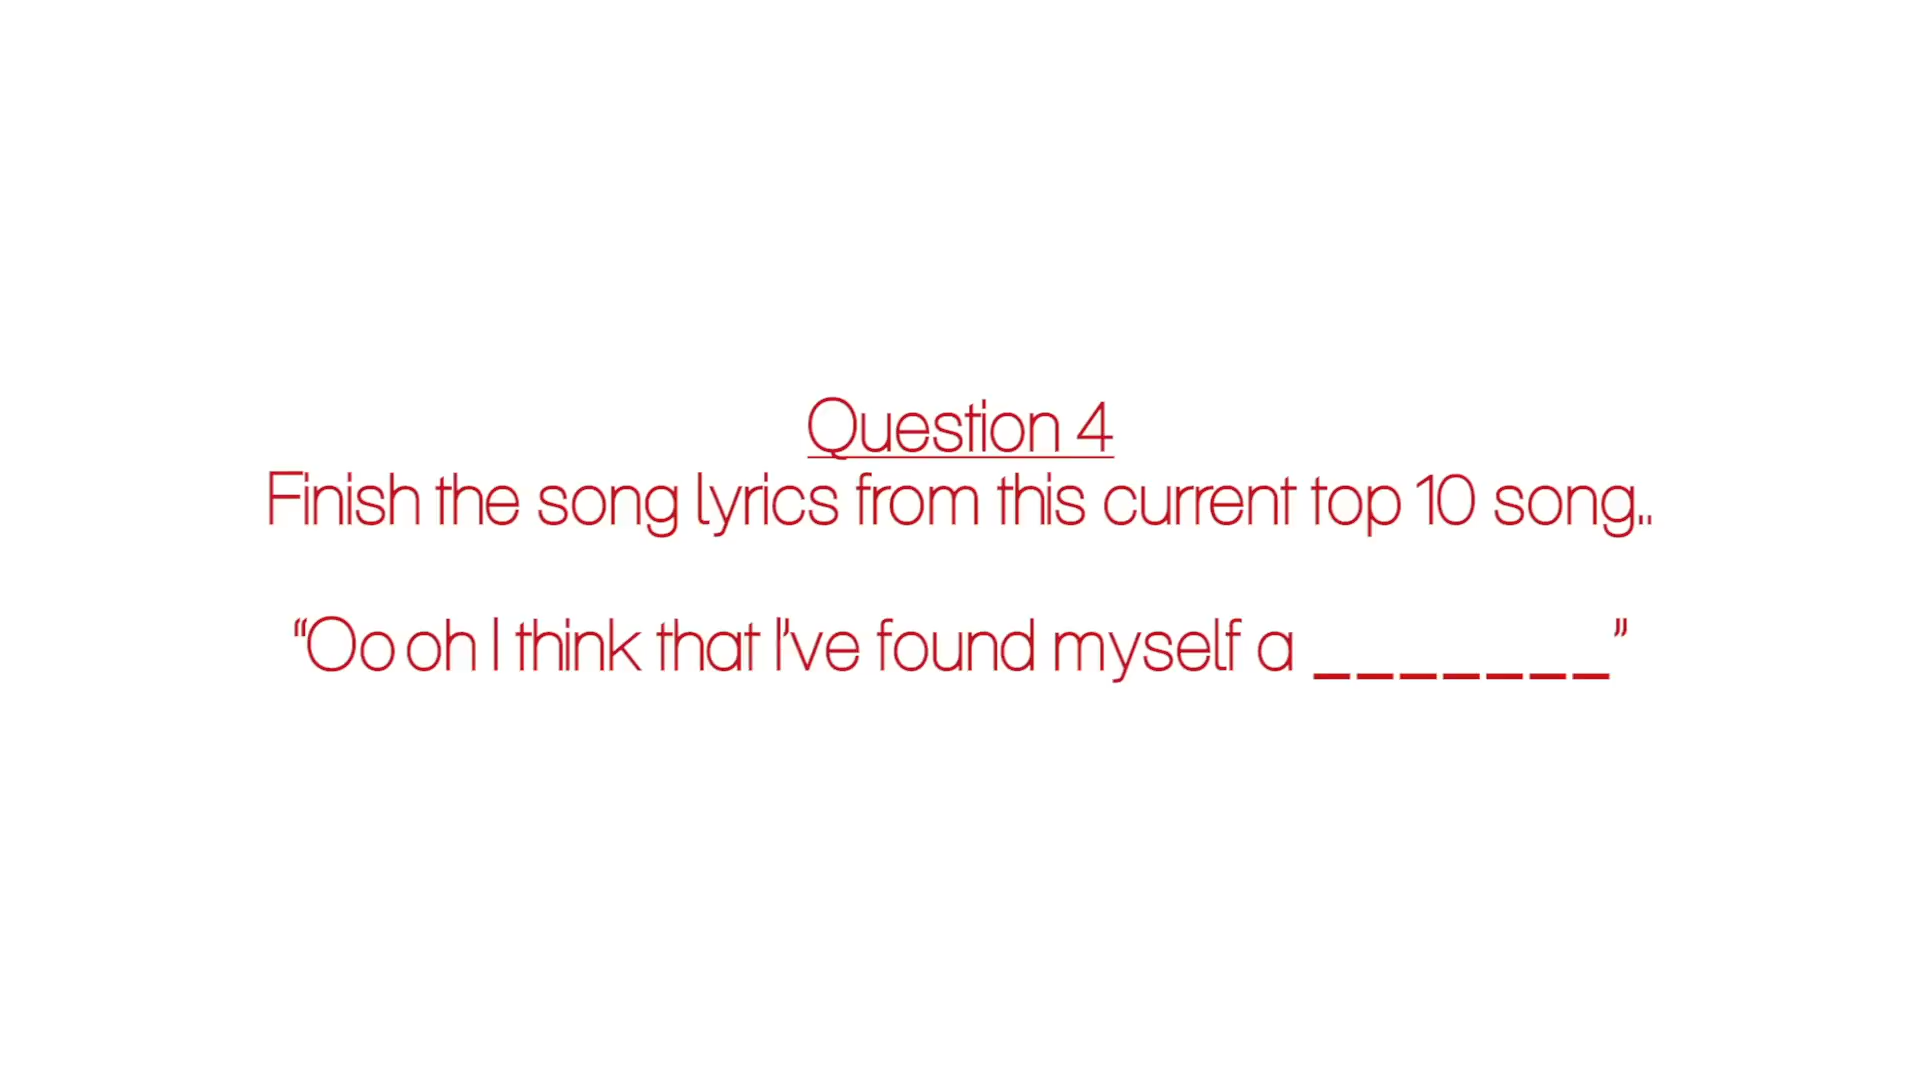 Question 4
Finish the song lyrics from this current top 10 song..
“Oo oh I think that I've found myself a _______”